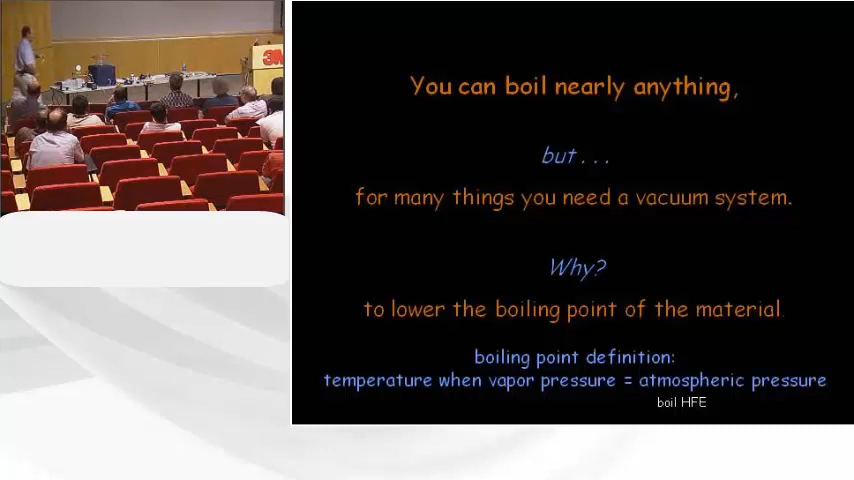 3M
You can boil nearly anything,
but . . .
for many things you need a vacuum system.
Why?
to lower the boiling point of the material.
boiling point definition:
temperature when vapor pressure = atmospheric pressure
boil HFE